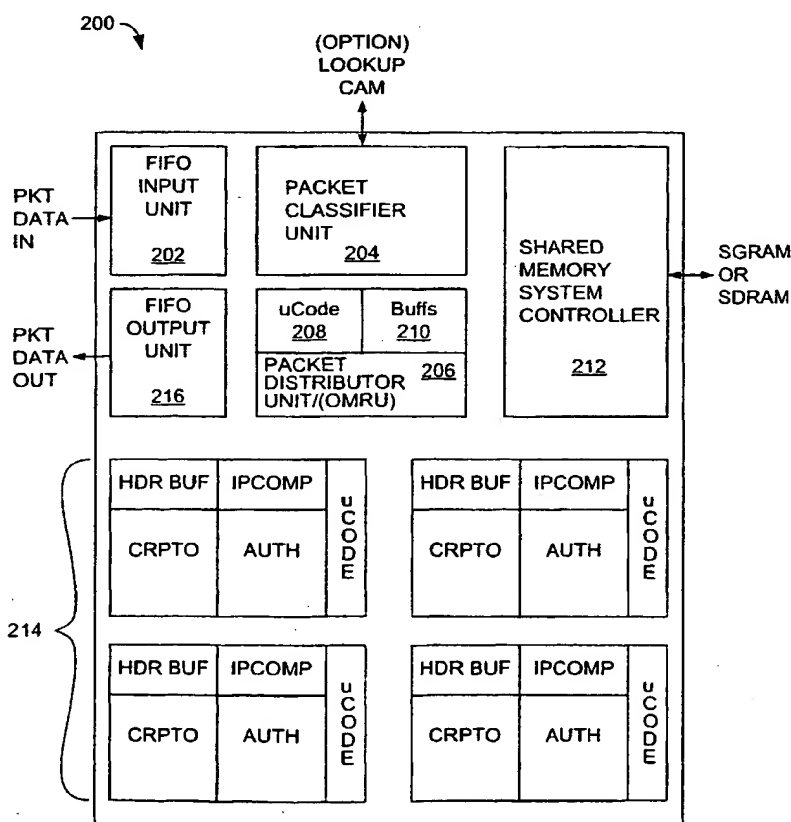 200
(OPTION)
LOOKUP
CAM
PKT
DATA
IN
FIFO
INPUT
UNIT
202
PACKET
CLASSIFIER
UNIT
204
SHARED
MEMORY
SYSTEM
CONTROLLER
212
SGRAM
OR
SDRAM
PKT
DATA
OUT
FIFO
OUTPUT
UNIT
216
uCode
208
Buffs
210
PACKET
DISTRIBUTOR
UNIT/(OMRU)
206
214
HDR BUF
IPCOMP
CRPTO
AUTH
uCODE
HDR BUF
IPCOMP
CRPTO
AUTH
uCODE
HDR BUF
IPCOMP
CRPTO
AUTH
uCODE
HDR BUF
IPCOMP
CRPTO
AUTH
uCODE